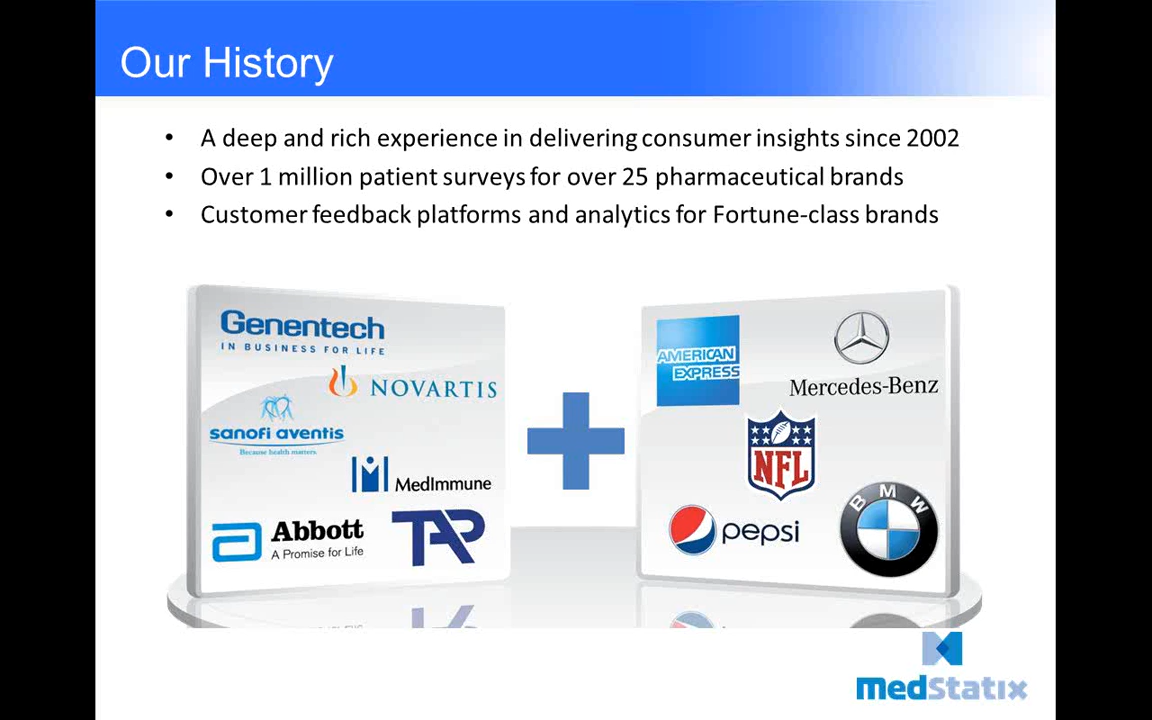 Our History
• A deep and rich experience in delivering consumer insights since 2002
• Over 1 million patient surveys for over 25 pharmaceutical brands
• Customer feedback platforms and analytics for Fortune-class brands
Genentech
IN BUSINESS FOR LIFE
NOVARTIS
sanofi aventis
Because health matters
MedImmune
Abbott
A Promise for Life
TAP
AMERICAN
EXPRESS
Mercedes-Benz
NFL
pepsi
BMW
medStatix